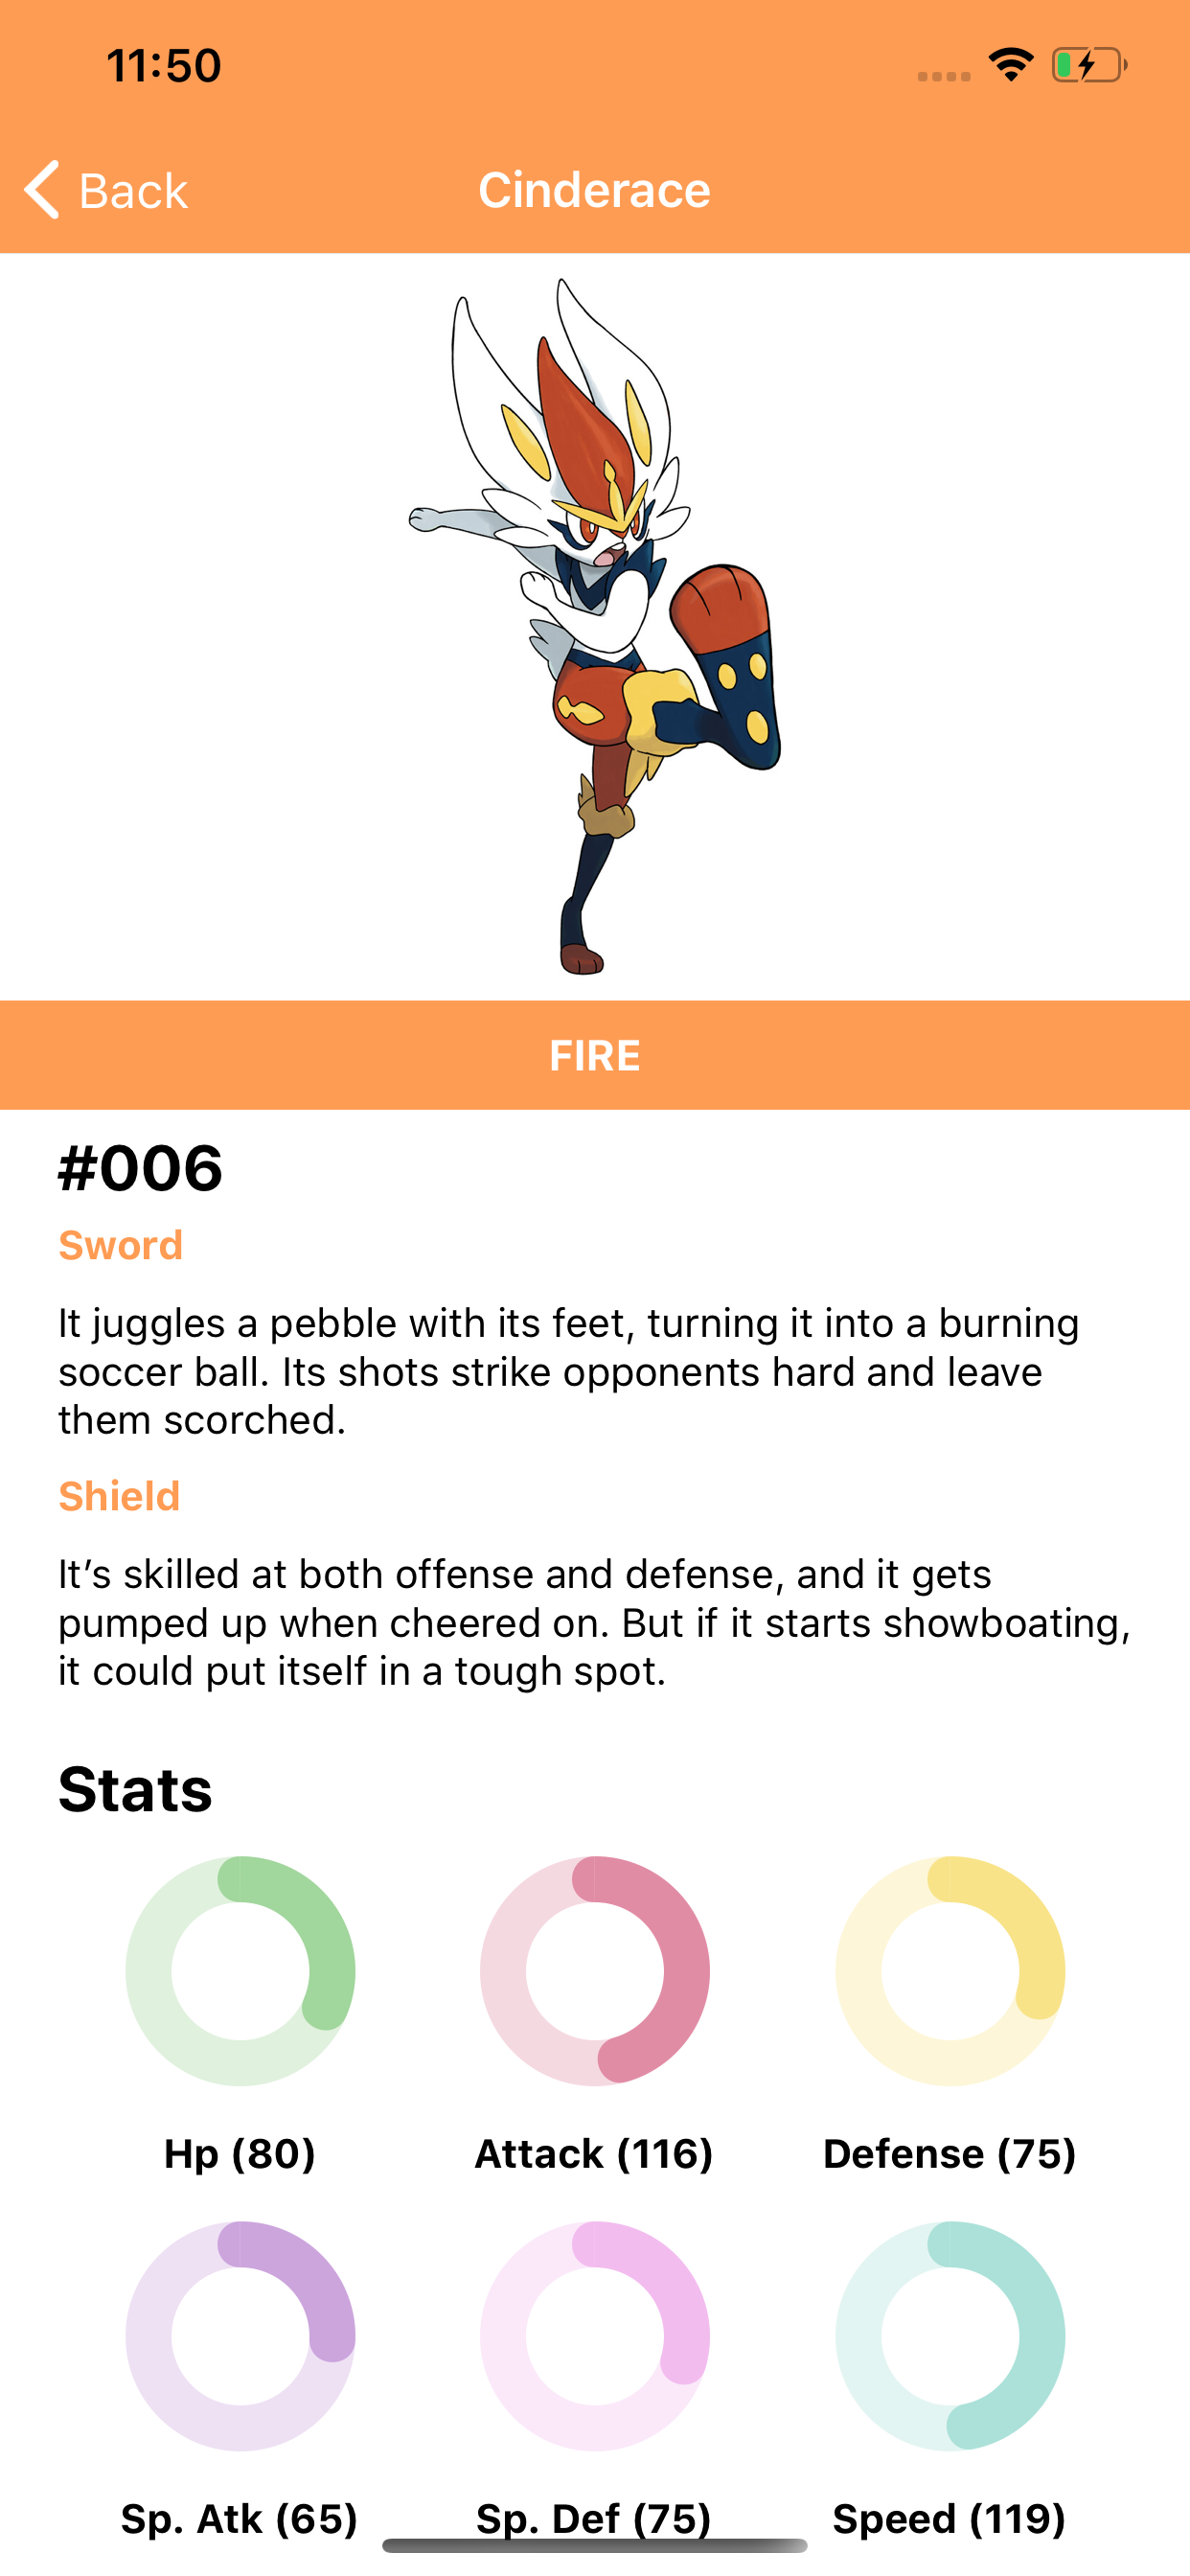 11:50
Back
Cinderace
FIRE
#006
Sword
It juggles a pebble with its feet, turning it into a burning
soccer ball. Its shots strike opponents hard and leave
them scorched.
Shield
It’s skilled at both offense and defense, and it gets
pumped up when cheered on. But if it starts showboating,
it could put itself in a tough spot.
Stats
Hp (80)
Attack (116)
Defense (75)
Sp. Atk (65)
Sp. Def (75)
Speed (119)